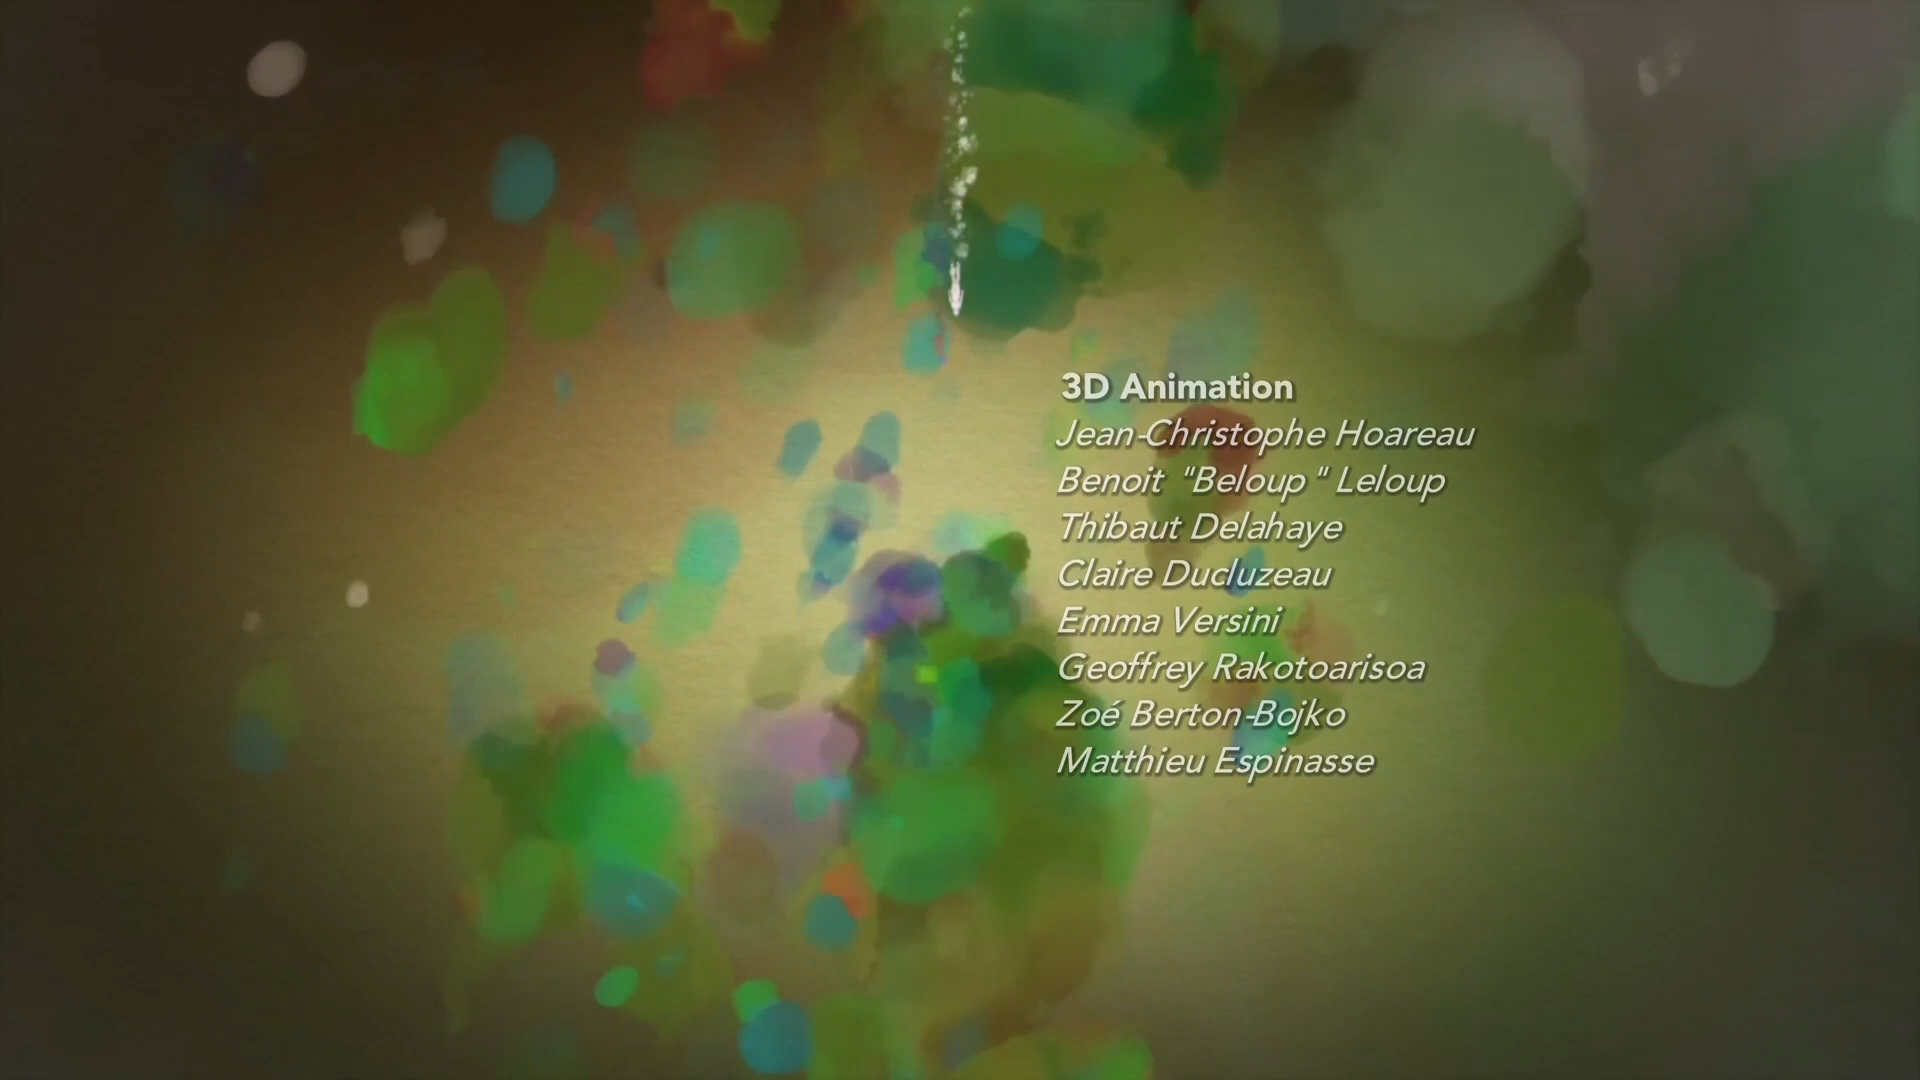 3D Animation
Jean-Christophe Hoareau
Benoit "Beloup " Leloup
Thibaut Delahaye
Claire Ducluzeau
Emma Versini
Geoffrey Rakotoarisoa
Zoé Berton-Bojko
Matthieu Espinasse